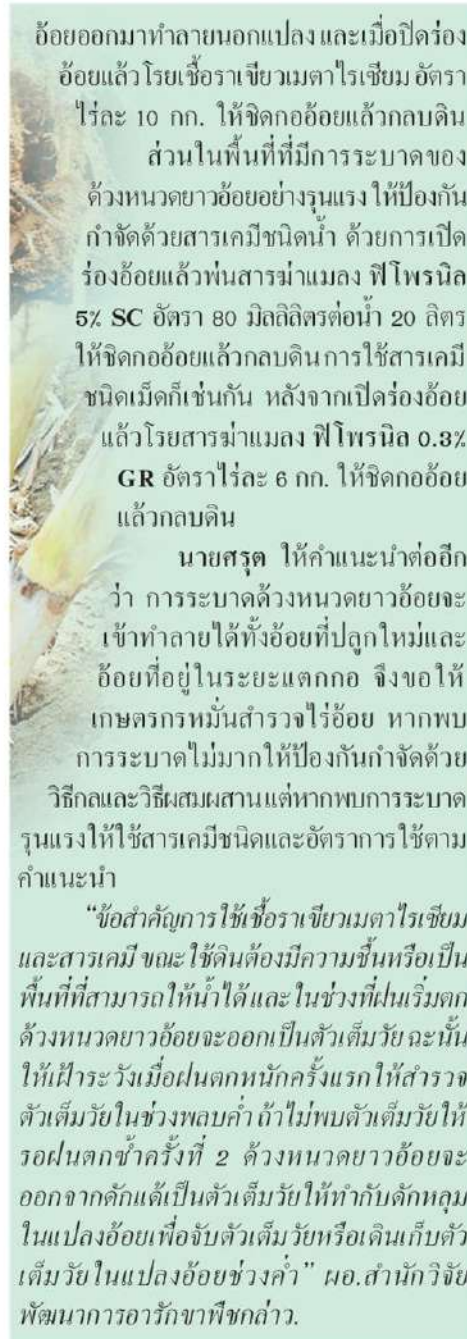 อ้อยออกมาทำลายนอกแปลง และเมื่อปิดร่อง
อ้อยแล้วโรยเชื้อราเขียวเมตาไรเซียม อัตรา
ไร่ละ 10 กก. ให้ชิดกออ้อยแล้วกลบดิน
ส่วนในพื้นที่ที่มีการระบาดของ
ด้วงหนวดยาวอ้อยอย่างรุนแรง ให้ป้องกัน
กำจัดด้วยสารเคมีชนิดน้ำ ด้วยการเปิด
ร่องอ้อยแล้วพ่นสารฆ่าแมลง ฟิโพรนิล
5% SC อัตรา 80 มิลลิลิตรต่อน้ำ 20 ลิตร
ให้ชิดกออ้อยแล้วกลบดิน การใช้สารเคมี
ชนิดเม็ดก็เช่นกัน หลังจากเปิดร่องอ้อย
แล้วโรยสารฆ่าแมลง ฟิโพรนิล 0.3%
GR อัตราไร่ละ 6 กก. ให้ชิดกออ้อย
แล้วกลบดิน
นายศรุต ให้คำแนะนำต่ออีก
ว่า การระบาดด้วงหนวดยาวอ้อยจะ
เข้าทำลายได้ทั้งอ้อยที่ปลูกใหม่และ
อ้อยที่อยู่ในระยะแตกกอ จึงขอให้
เกษตรกรหมั่นสำรวจไร่อ้อย หากพบ
การระบาดไม่มากให้ป้องกันกำจัดด้วย
วิธีกลและวิธีผสมผสาน แต่หากพบการระบาด
รุนแรงให้ใช้สารเคมีชนิดและอัตราการใช้ตาม
คำแนะนำ
“ข้อสำคัญการใช้เชื้อราเขียวเมตาไรเซียม
และสารเคมี ขณะใช้ดินต้องมีความชื้นหรือเป็น
พื้นที่ที่สามารถให้น้ำได้ และในช่วงที่ฝนเริ่มตก
ด้วงหนวดยาวอ้อยจะออกเป็นตัวเต็มวัย ฉะนั้น
ให้เฝ้าระวังเมื่อฝนตกหนักครั้งแรกให้สำรวจ
ตัวเต็มวัยในช่วงพลบค่ำ ถ้าไม่พบตัวเต็มวัยให้
รอฝนตกซ้ำครั้งที่ 2 ด้วงหนวดยาวอ้อยจะ
ออกจากดักแด้เป็นตัวเต็มวัยให้ทำกับดักหลุม
ในแปลงอ้อยเพื่อจับตัวเต็มวัยหรือเดินเก็บตัว
เต็มวัยในแปลงอ้อยช่วงค่ำ” ผอ.สำนักวิจัย
พัฒนาการอารักขาพืชกล่าว.